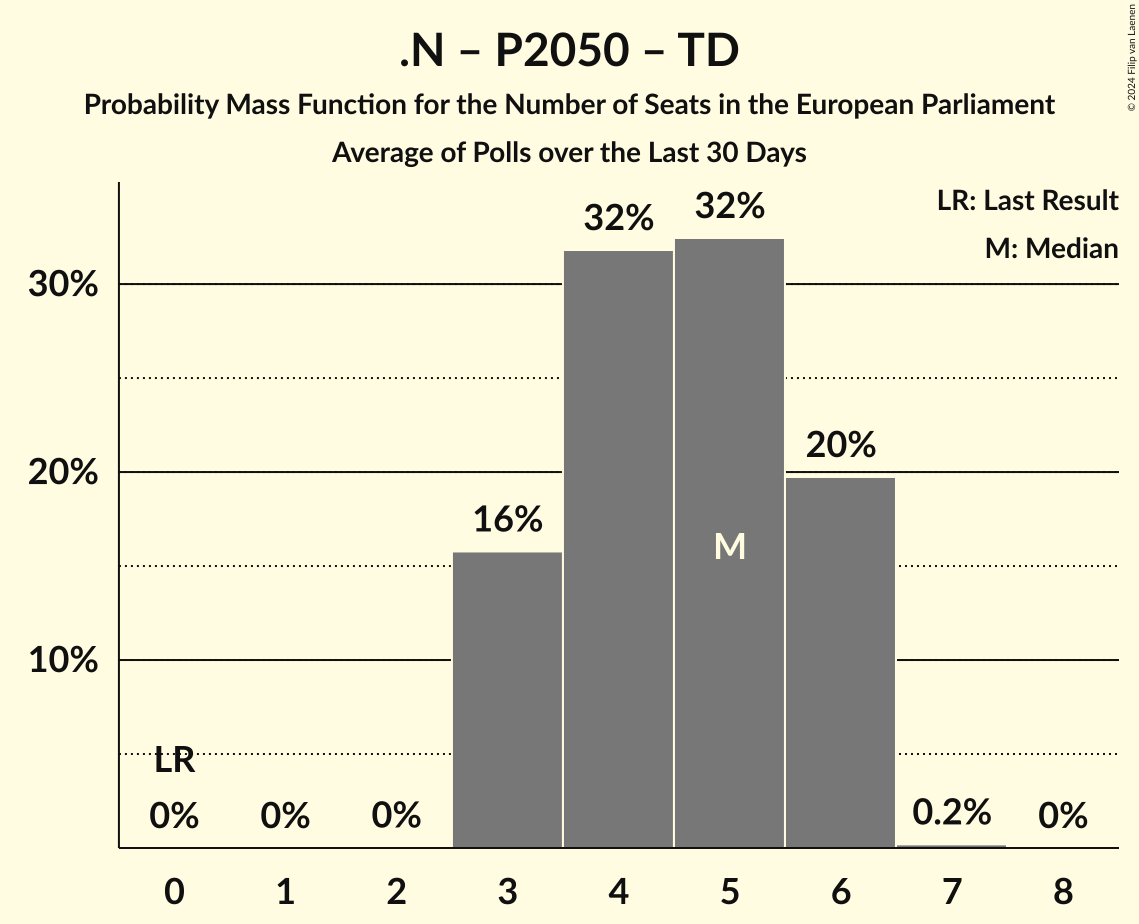 .N – P2050 – TD
Probability Mass Function for the Number of Seats in the European Parliament
Average of Polls over the Last 30 Days
© 2024 Filip van Laenen
LR: Last Result
M: Median
32%
32%
30%
20%
20%
16%
M
10%
LR
0%
0%
0%
0.2%
0%
0 1 2 3 4 5 6 7 8